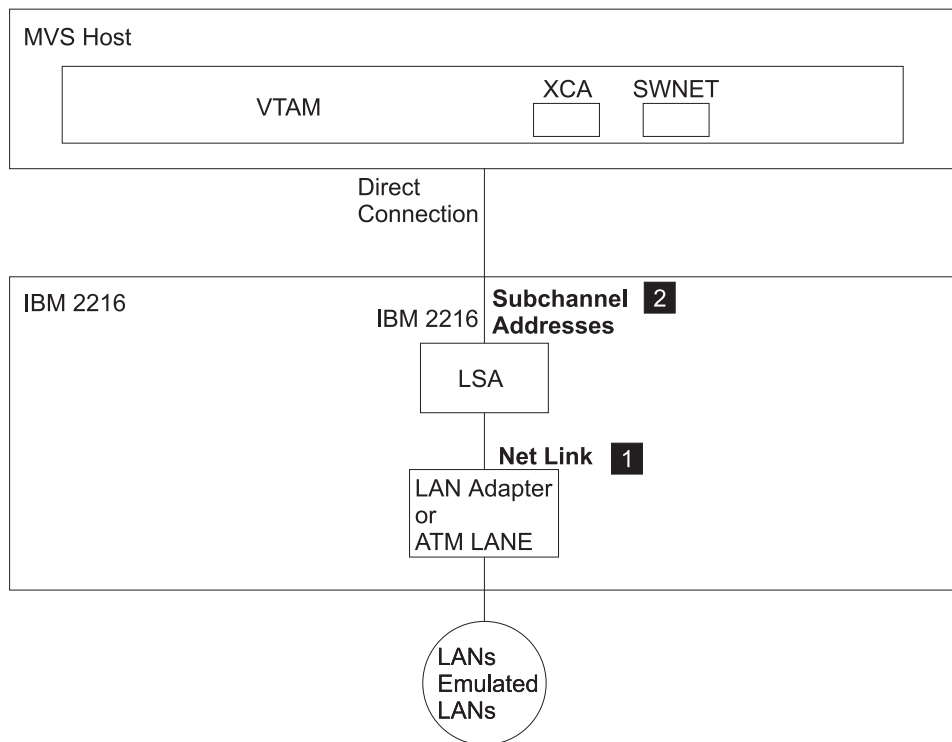 MVS Host
VTAM
XCA
SWNET
Direct
Connection
IBM 2216
IBM 2216
Subchannel 2
Addresses
LSA
Net Link 1
LAN Adapter
or
ATM LANE
LANs
Emulated
LANs